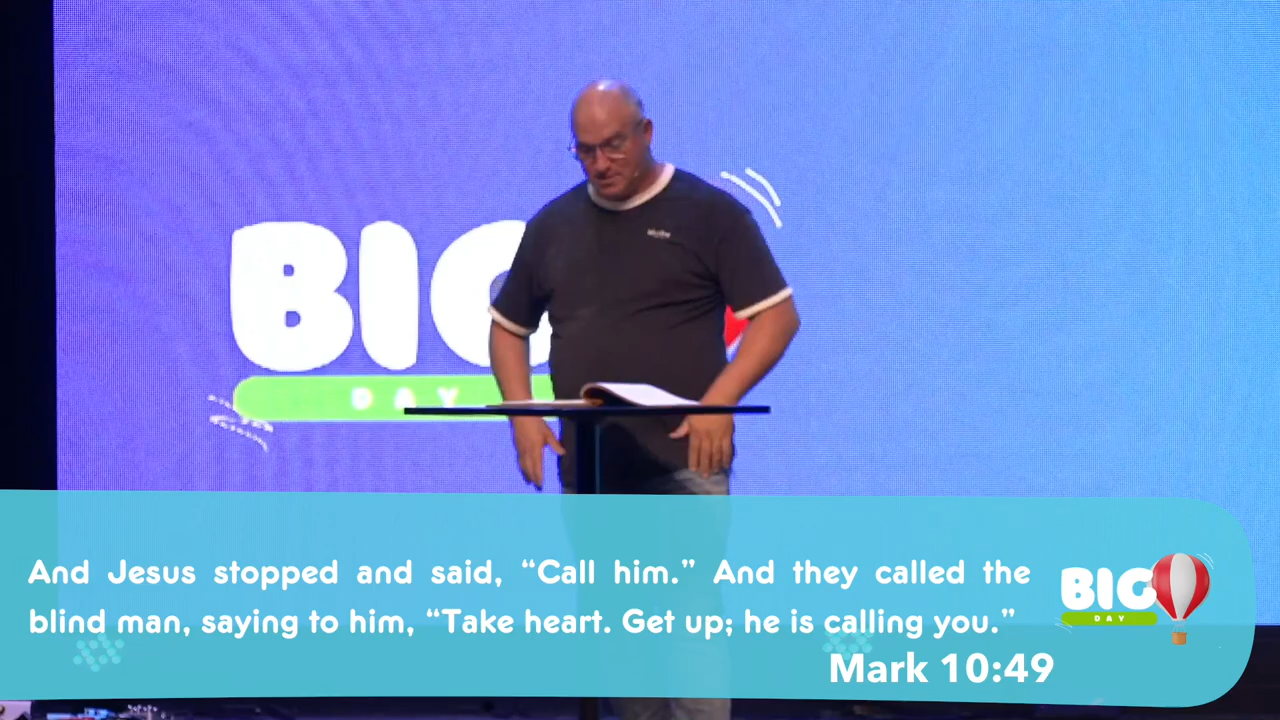 BIG
DAY
And Jesus stopped and said, “Call him.” And they called the
blind man, saying to him, “Take heart. Get up; he is calling you.”
Mark 10:49
BIG
DAY